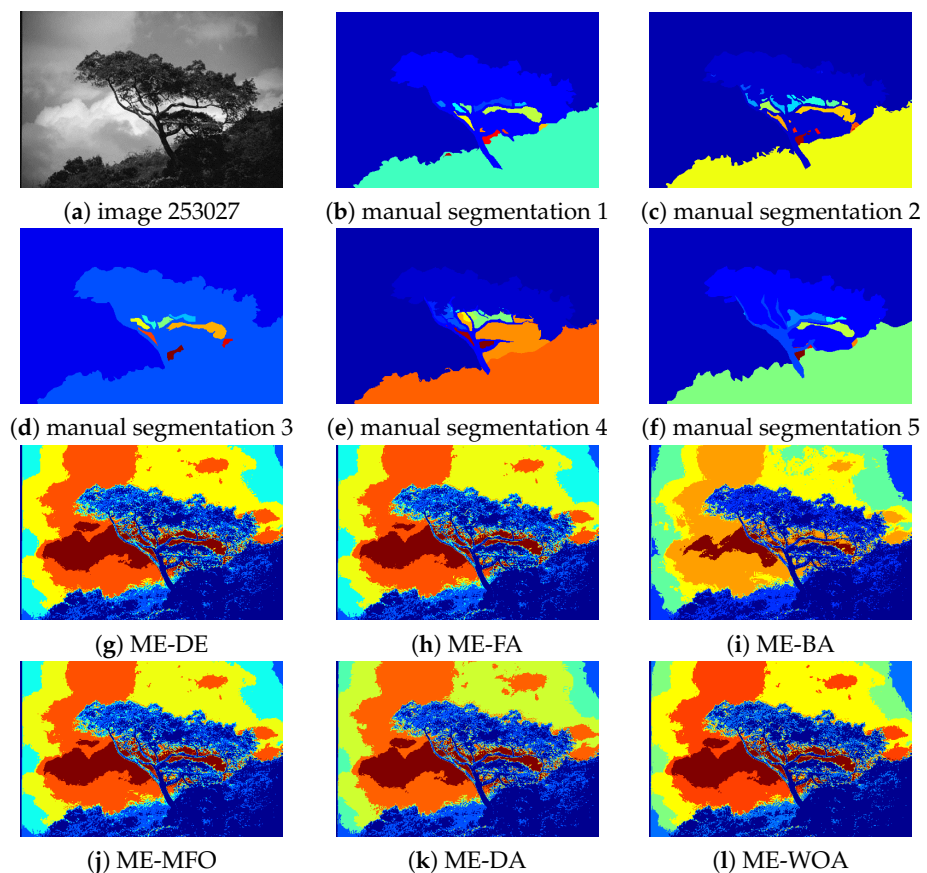 (a) image 253027 (b) manual segmentation 1 (c) manual segmentation 2
(d) manual segmentation 3 (e) manual segmentation 4 (f) manual segmentation 5
(g) ME-DE (h) ME-FA (i) ME-BA
(j) ME-MFO (k) ME-DA (l) ME-WOA